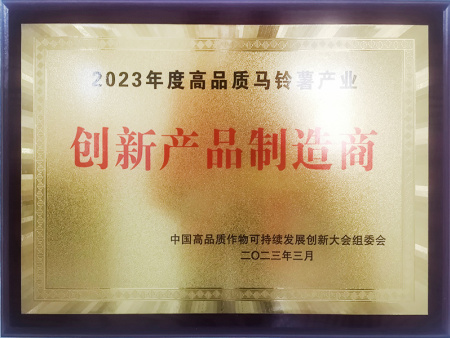 2023年度高品质马铃薯产业
创新产品制造商
中国高品质作物可持续发展创新大会组委会
二〇二三年三月